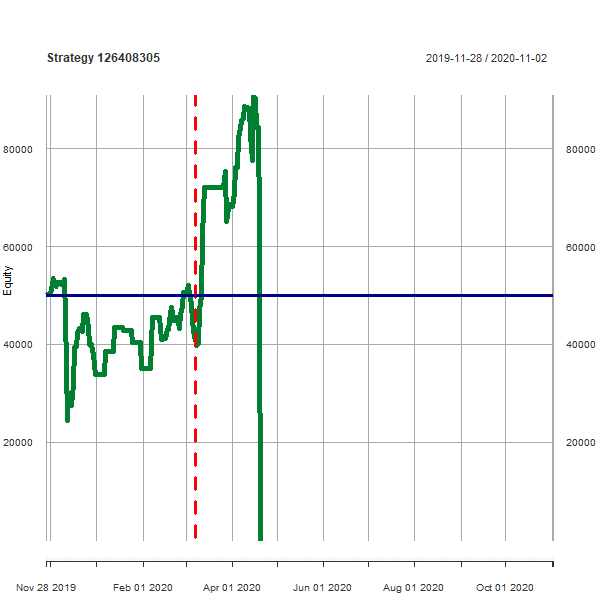 Strategy 126408305
2019-11-28 / 2020-11-02
80000
80000
60000
60000
Equity
40000
40000
20000
20000
Nov 28 2019
Feb 01 2020
Apr 01 2020
Jun 01 2020
Aug 01 2020
Oct 01 2020